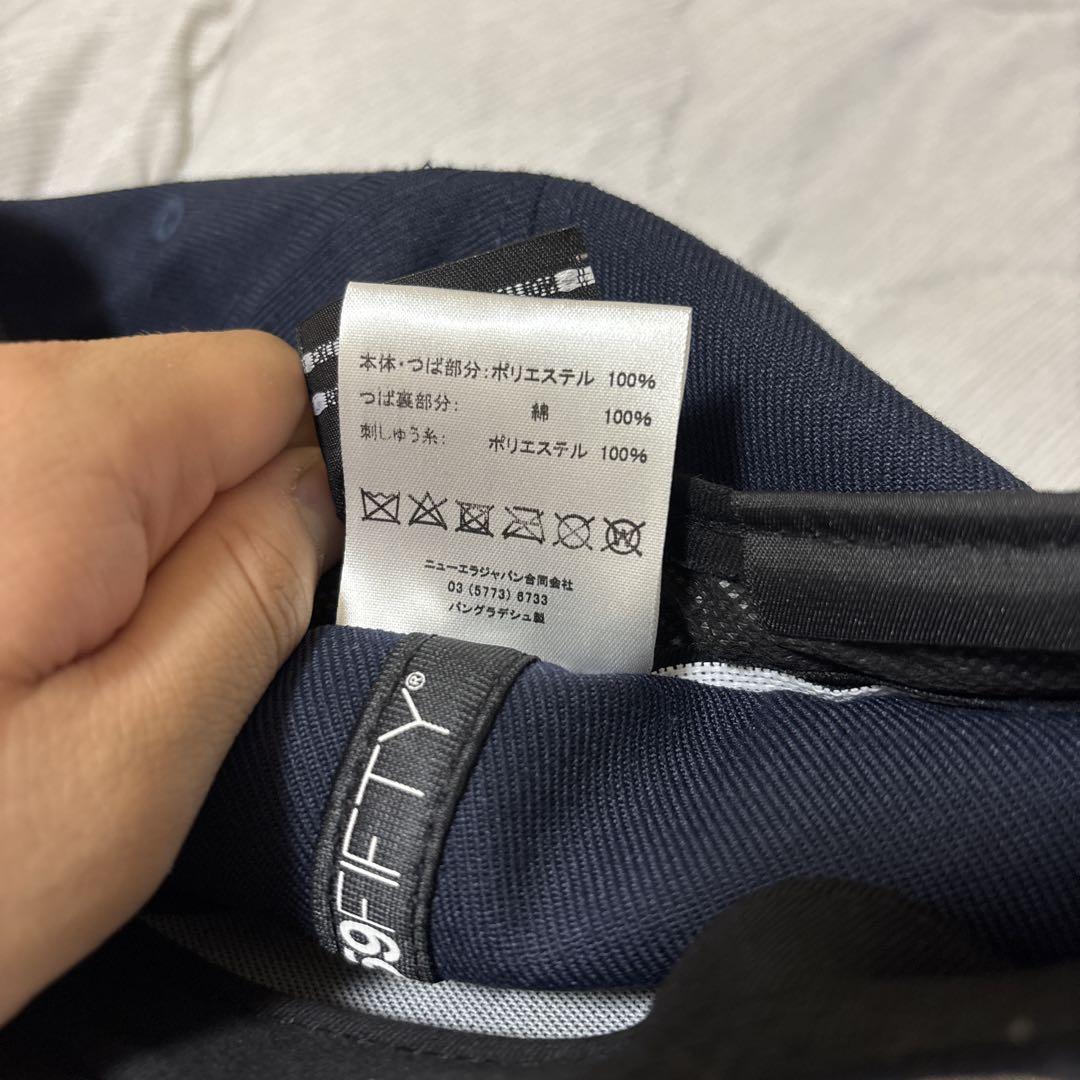 本体・つば部分:ポリエステル 100%
つば裏部分: 綿 100%
刺しゅう糸: ポリエステル 100%
W
ニューエラジャパン合同会社
03 (5773) 8733
バングラデシュ製
59FIFTY®